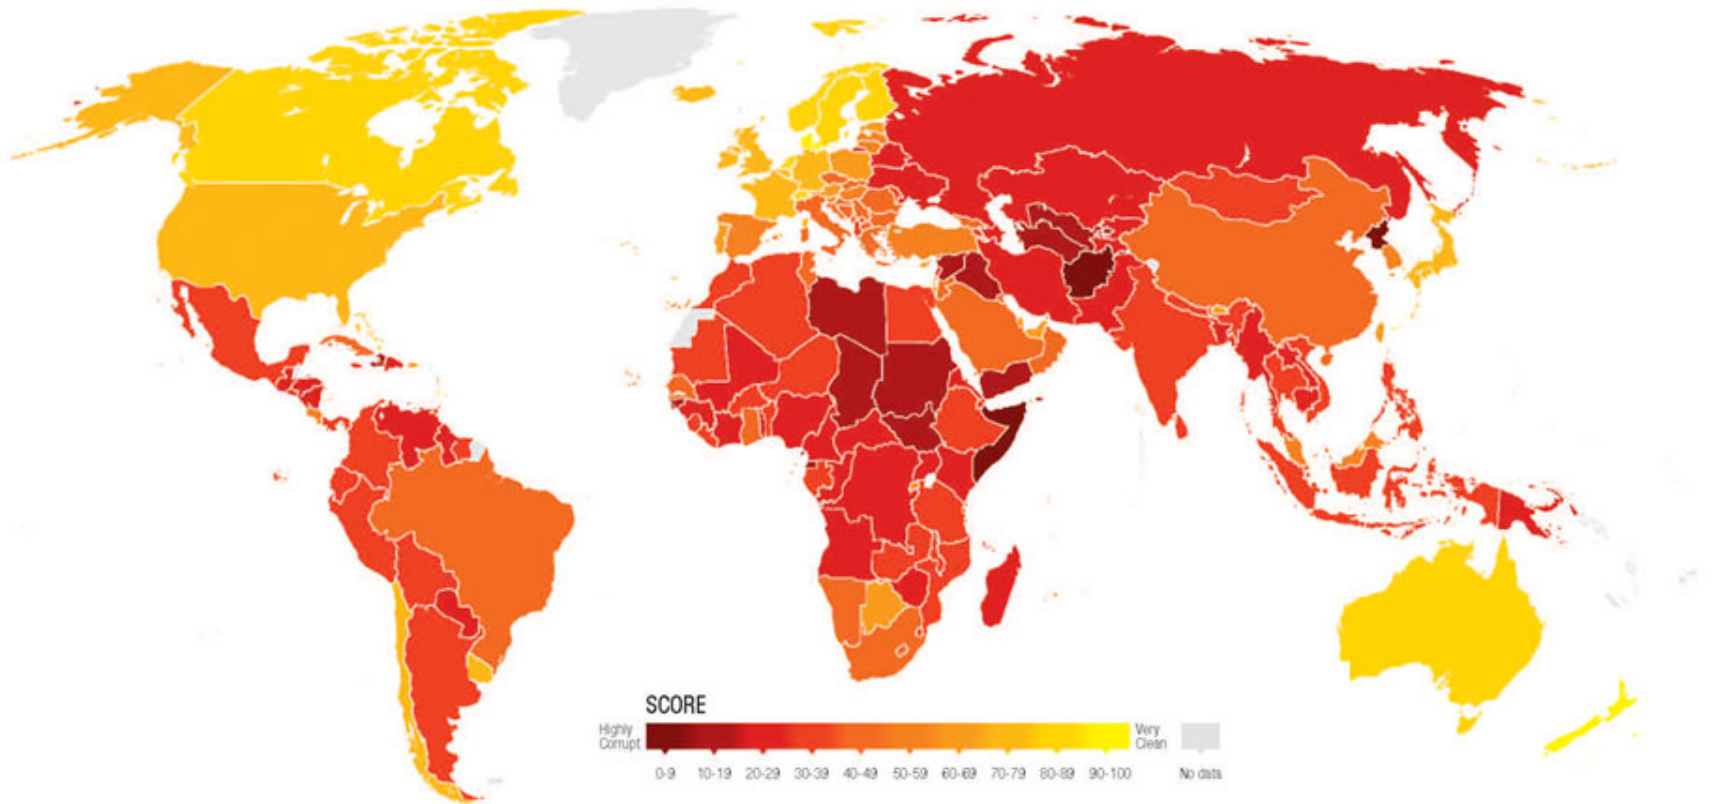 SCORE
Highly
Corrupt
Very
Clean
0-9 10-19 20-29 30-39 40-49 50-59 60-69 70-79 80-89 90-100 No data